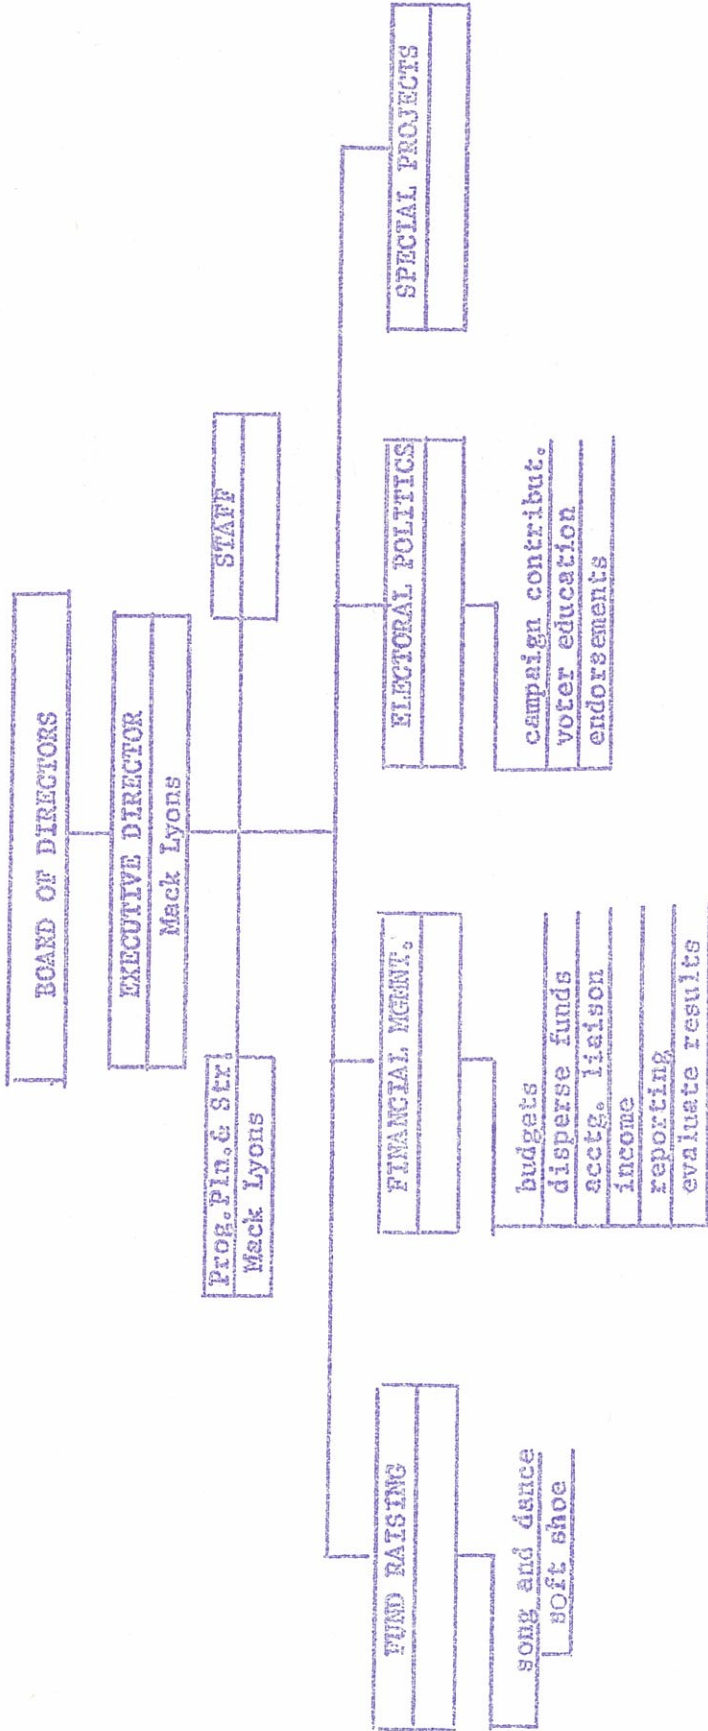 BOARD OF DIRECTORS
EXECUTIVE DIRECTOR
Mack Lyons
Prog.Pln.& Str.
Mack Lyons
STAFF
FUND RAISING
song and dance
soft shoe
FINANCIAL MGMNT.
budgets
disperse funds
acctg. liaison
income
reporting
evaluate results
ELECTORAL POLITICS
campaign contribut.
voter education
endorsements
SPECIAL PROJECTS